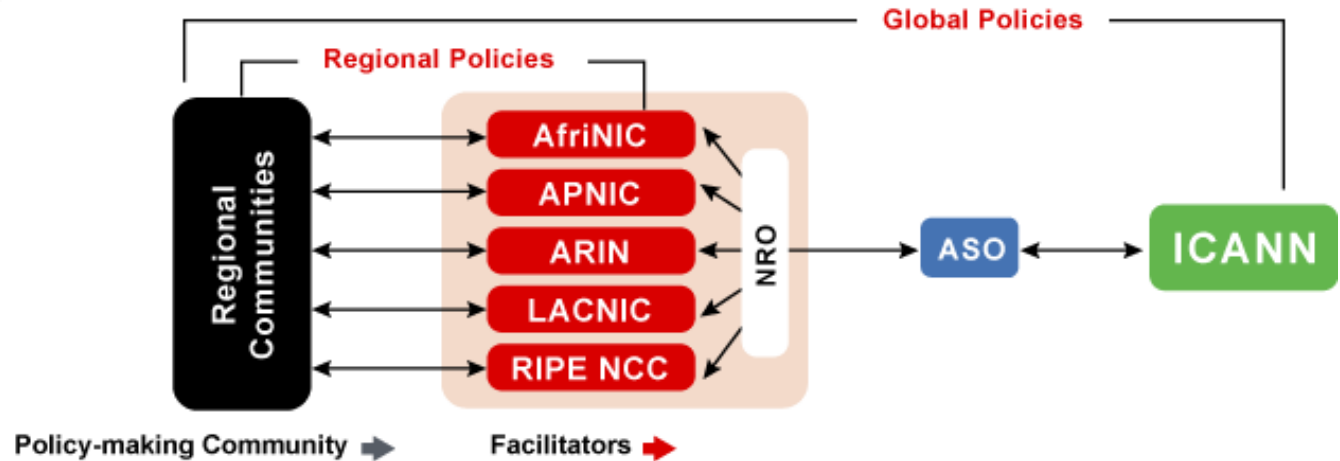 Global Policies
Regional Policies
Regional
Communities
AfriNIC
APNIC
ARIN
LACNIC
RIPE NCC
NRO
ASO
ICANN
Policy-making Community
Facilitators